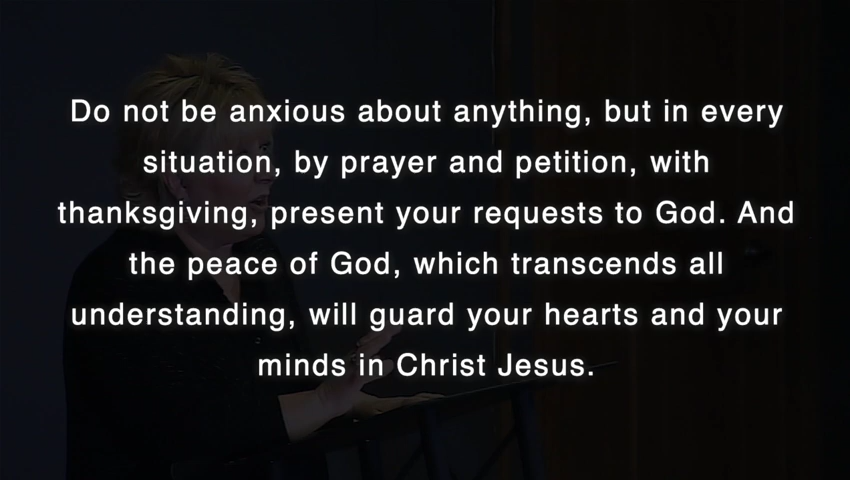 Do not be anxious about anything, but in every
situation, by prayer and petition, with
thanksgiving, present your requests to God. And
the peace of God, which transcends all
understanding, will guard your hearts and your
minds in Christ Jesus.